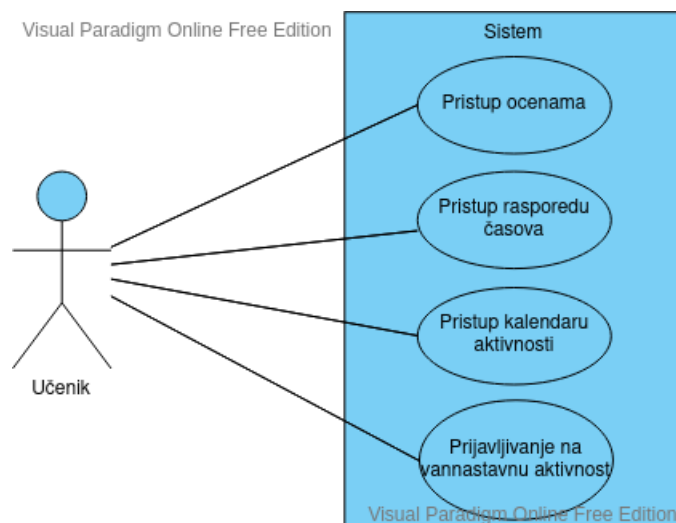 Visual Paradigm Online Free Edition
Sistem
Pristup ocenama
Pristup rasporedu
časova
Pristup kalendaru
aktivnosti
Učenik
Prijavljivanje na
vannastavnu aktivnost
Visual Paradigm Online Free Edition